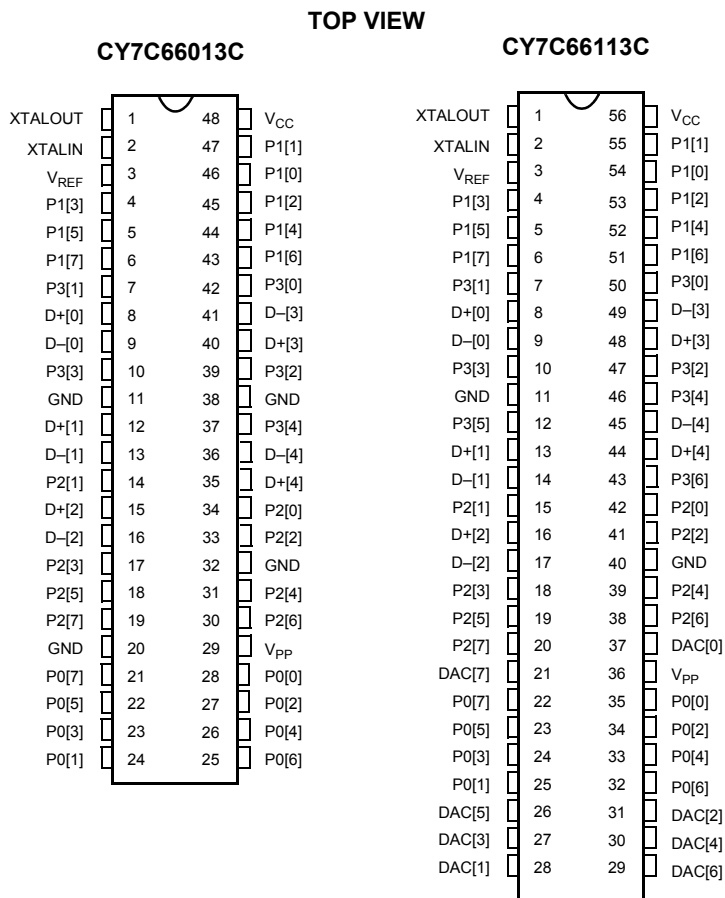 TOP VIEW
CY7C66013C
XTALOUT 1 48 VCC
XTALIN 2 47 P1[1]
VREF 3 46 P1[0]
P1[3] 4 45 P1[2]
P1[5] 5 44 P1[4]
P1[7] 6 43 P1[6]
P3[1] 7 42 P3[0]
D+[0] 8 41 D–[3]
D–[0] 9 40 D+[3]
P3[3] 10 39 P3[2]
GND 11 38 GND
D+[1] 12 37 P3[4]
D–[1] 13 36 D–[4]
P2[1] 14 35 D+[4]
D+[2] 15 34 P2[0]
D–[2] 16 33 P2[2]
P2[3] 17 32 GND
P2[5] 18 31 P2[4]
P2[7] 19 30 P2[6]
GND 20 29 VPP
P0[7] 21 28 P0[0]
P0[5] 22 27 P0[2]
P0[3] 23 26 P0[4]
P0[1] 24 25 P0[6]
CY7C66113C
XTALOUT 1 56 VCC
XTALIN 2 55 P1[1]
VREF 3 54 P1[0]
P1[3] 4 53 P1[2]
P1[5] 5 52 P1[4]
P1[7] 6 51 P1[6]
P3[1] 7 50 P3[0]
D+[0] 8 49 D–[3]
D–[0] 9 48 D+[3]
P3[3] 10 47 P3[2]
GND 11 46 P3[4]
P3[5] 12 45 D–[4]
D+[1] 13 44 D+[4]
D–[1] 14 43 P3[6]
P2[1] 15 42 P2[0]
D+[2] 16 41 P2[2]
D–[2] 17 40 GND
P2[3] 18 39 P2[4]
P2[5] 19 38 P2[6]
P2[7] 20 37 DAC[0]
DAC[7] 21 36 VPP
P0[7] 22 35 P0[0]
P0[5] 23 34 P0[2]
P0[3] 24 33 P0[4]
P0[1] 25 32 P0[6]
DAC[5] 26 31 DAC[2]
DAC[3] 27 30 DAC[4]
DAC[1] 28 29 DAC[6]